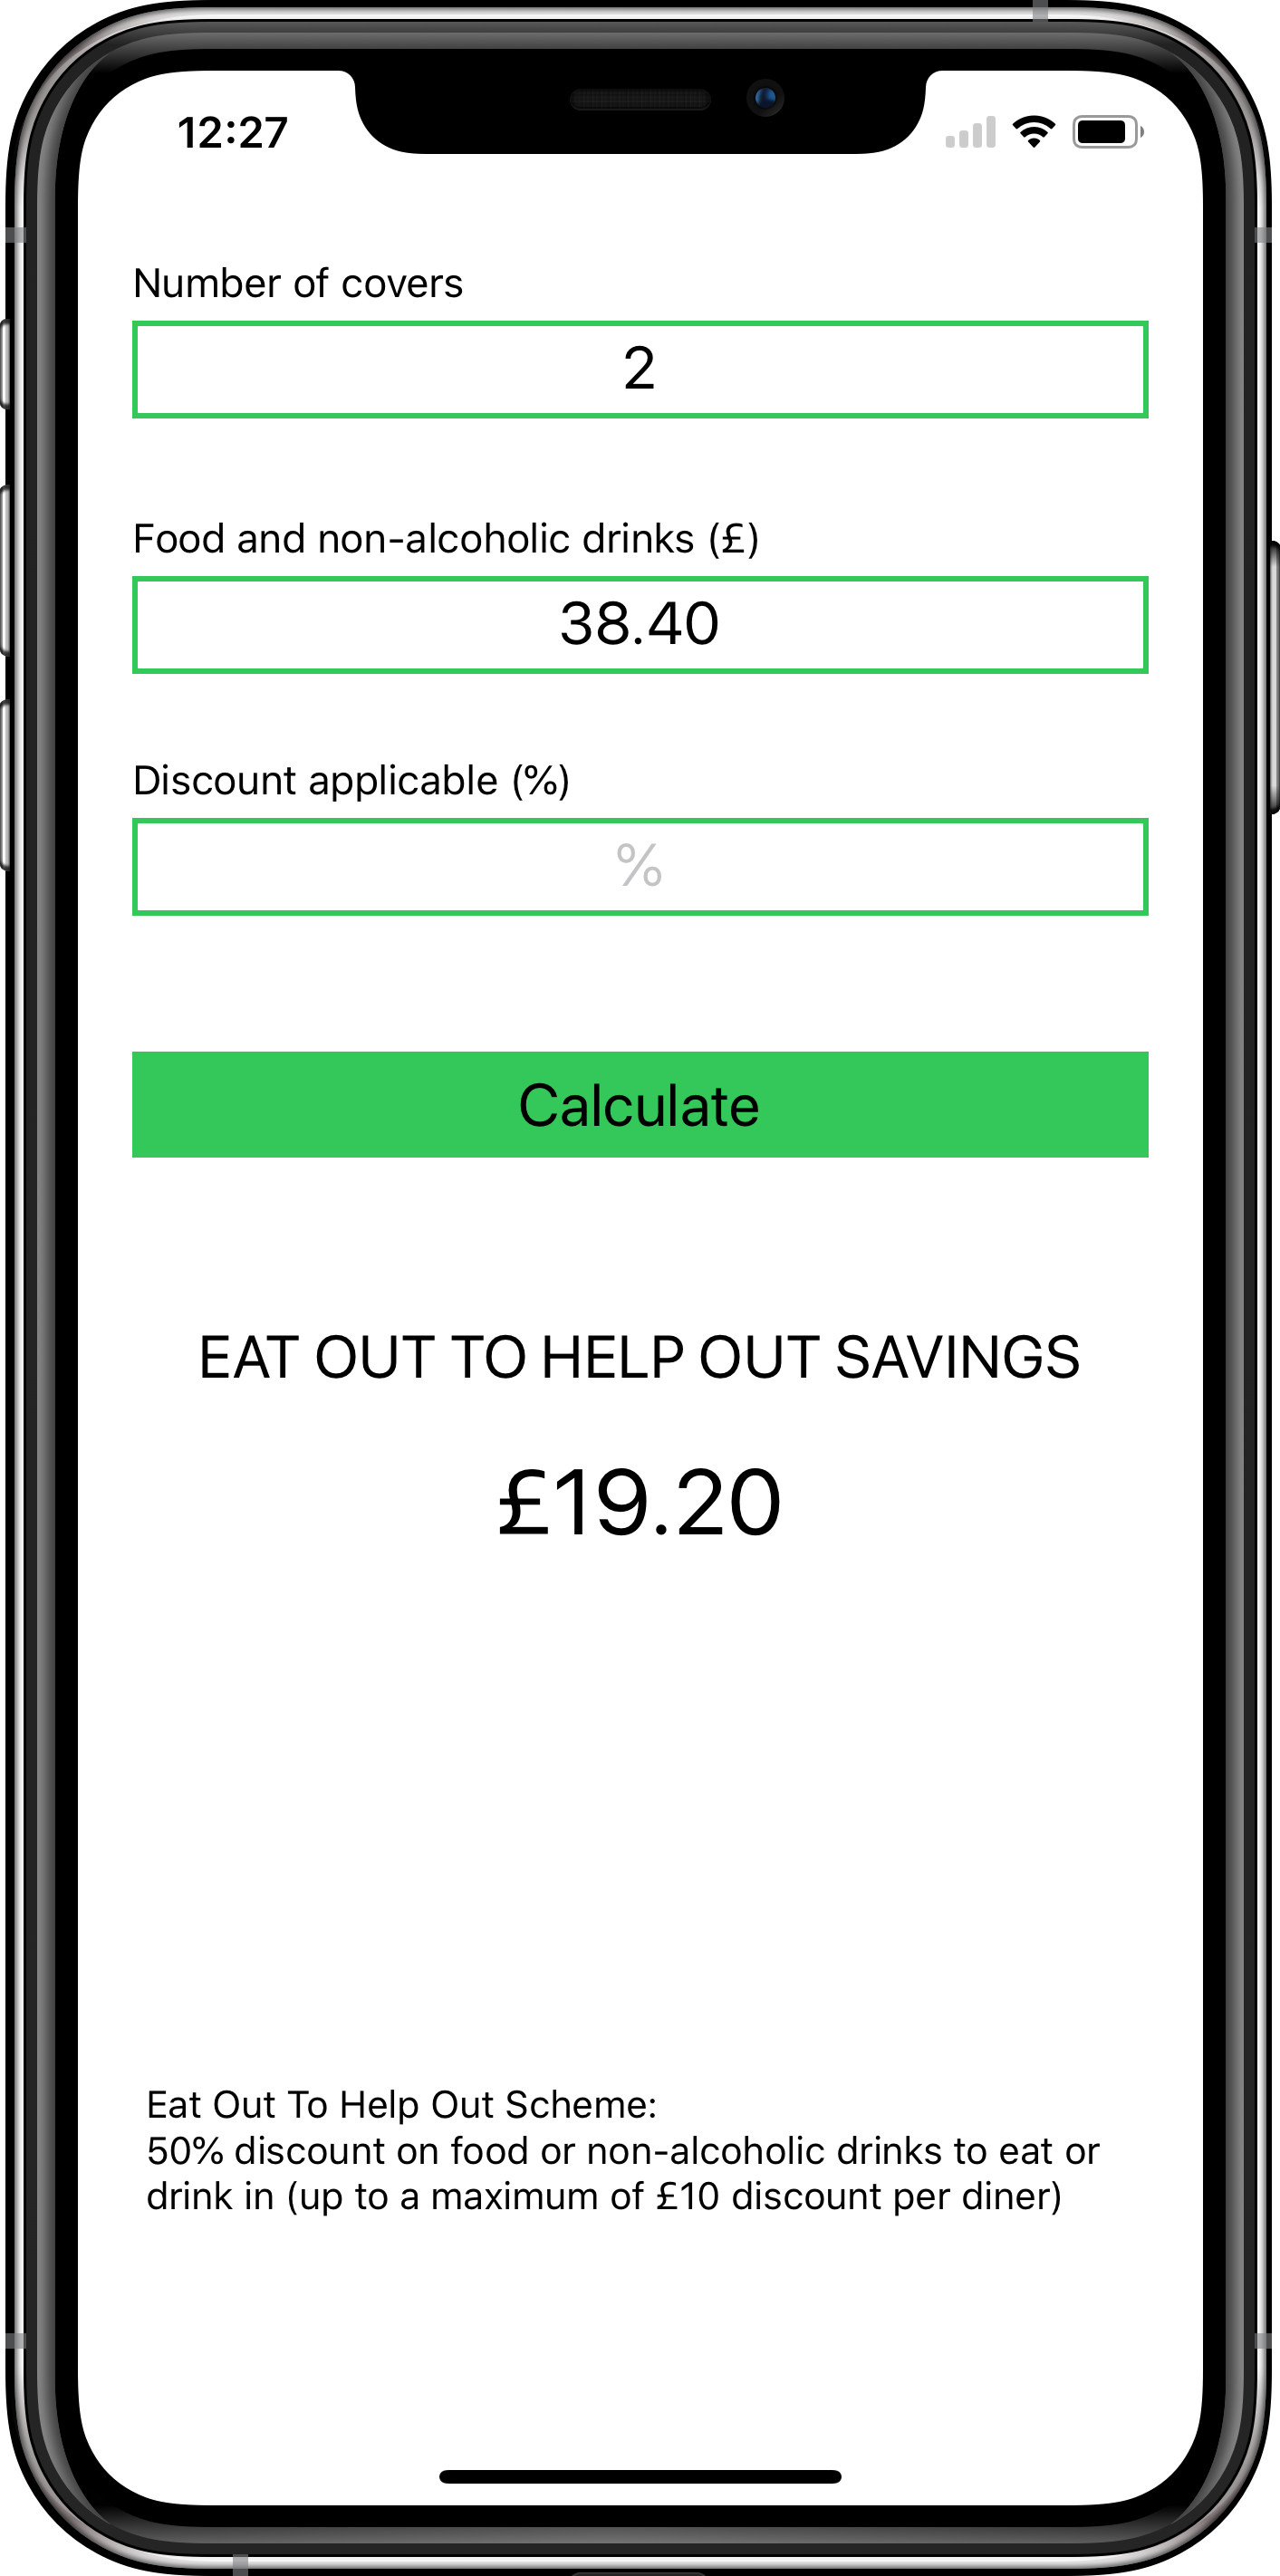 12:27
Number of covers
2
Food and non-alcoholic drinks (£)
38.40
Discount applicable (%)
%
Calculate
EAT OUT TO HELP OUT SAVINGS
£19.20
Eat Out To Help Out Scheme:
50% discount on food or non-alcoholic drinks to eat or
drink in (up to a maximum of £10 discount per diner)